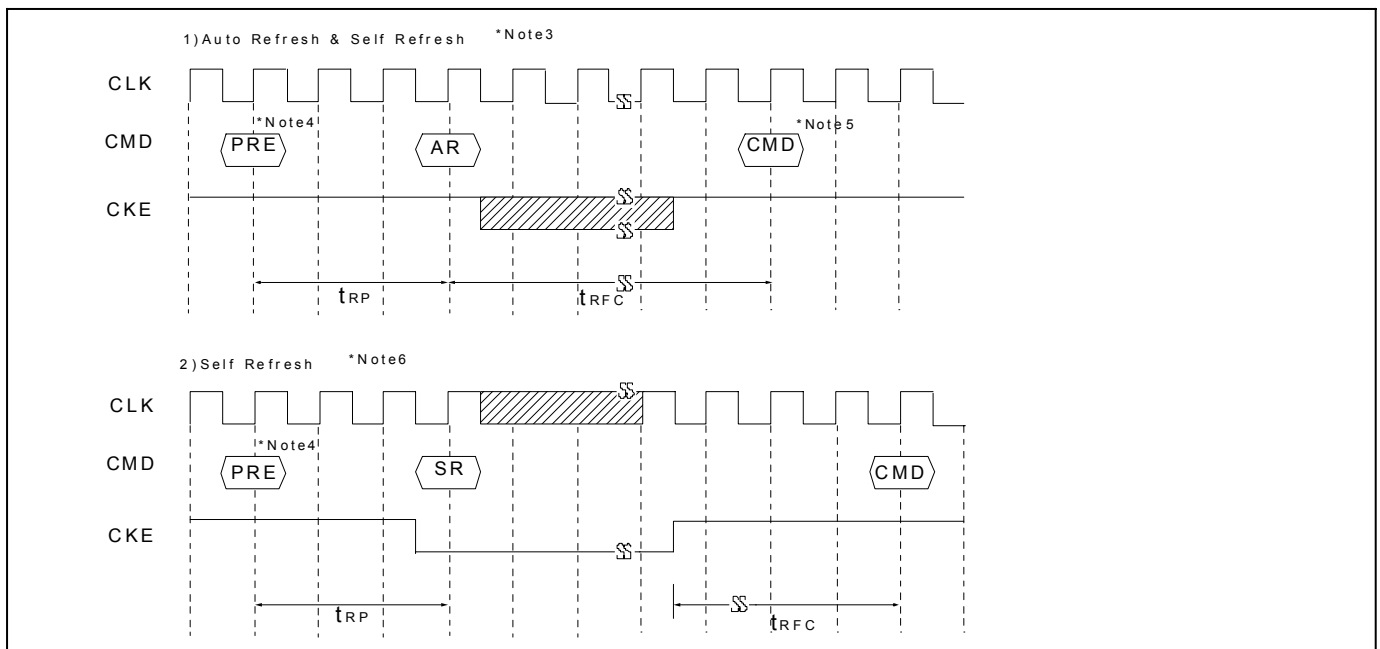 1)Auto Refresh & Self Refresh *Note3
CLK
*Note4 *Note5
CMD PRE AR CMD
CKE
tRP tRFC
2)Self Refresh *Note6
CLK
*Note4
CMD PRE SR CMD
CKE
tRP tRFC